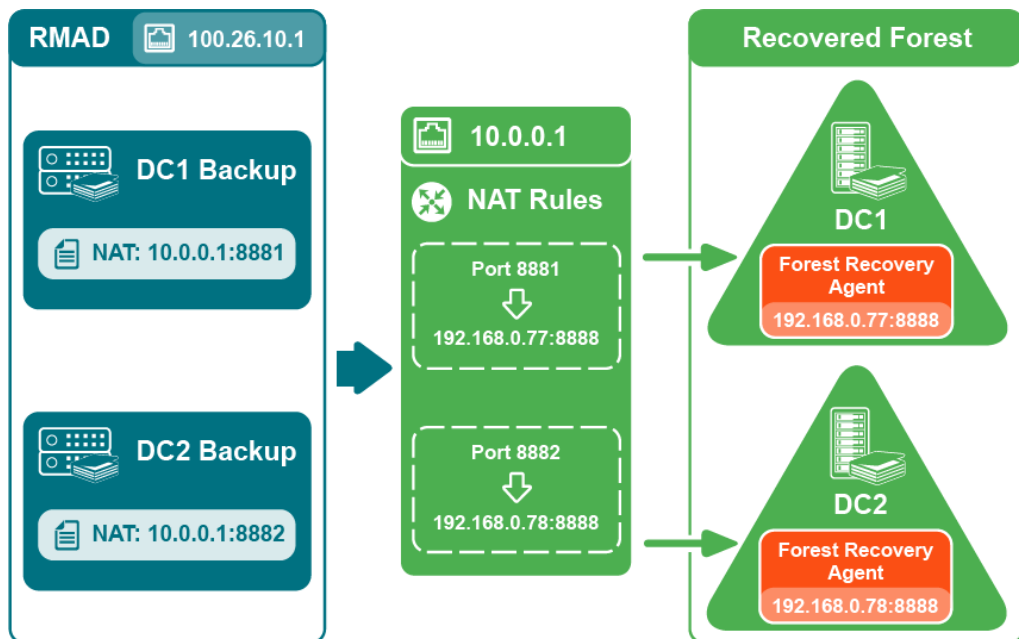 RMAD
100.26.10.1
DC1 Backup
NAT: 10.0.0.1:8881
DC2 Backup
NAT: 10.0.0.1:8882
10.0.0.1
NAT Rules
Port 8881
192.168.0.77:8888
Port 8882
192.168.0.78:8888
Recovered Forest
DC1
Forest Recovery
Agent
192.168.0.77:8888
DC2
Forest Recovery
Agent
192.168.0.78:8888